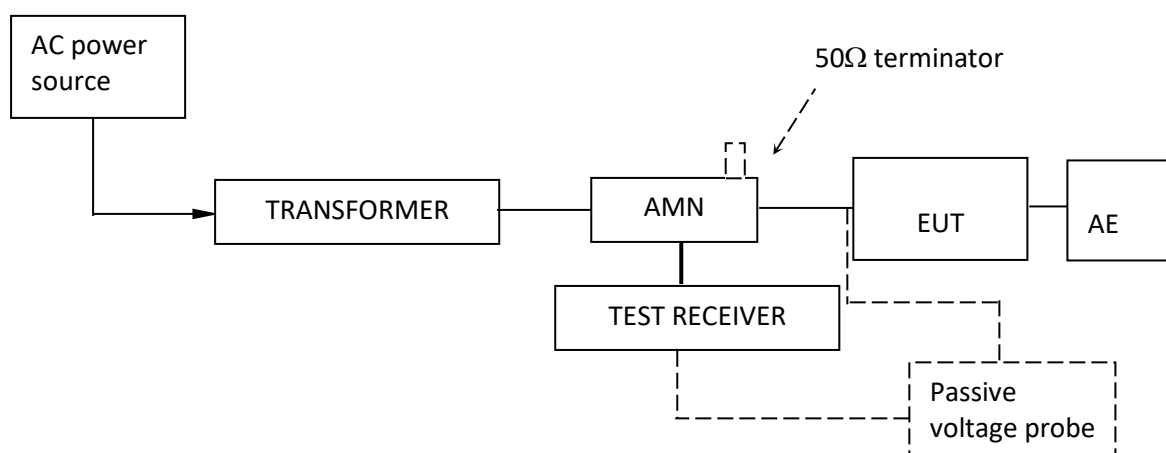 AC power
source
50Ω terminator
TRANSFORMER
AMN
EUT
AE
TEST RECEIVER
Passive
voltage probe